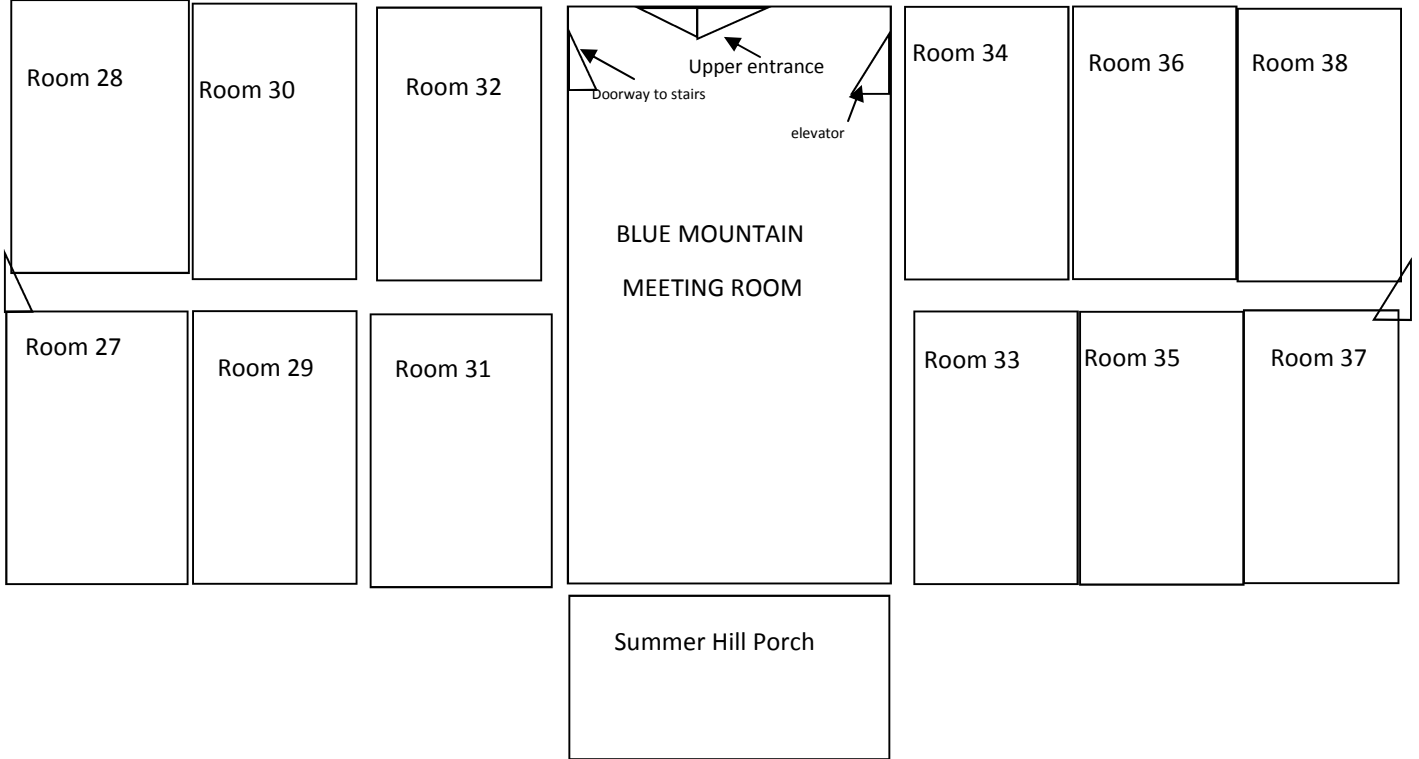 Room 28
Room 30
Room 32
Upper entrance
Doorway to stairs
elevator
Room 34
Room 36
Room 38
BLUE MOUNTAIN
MEETING ROOM
Room 27
Room 29
Room 31
Room 33
Room 35
Room 37
Summer Hill Porch